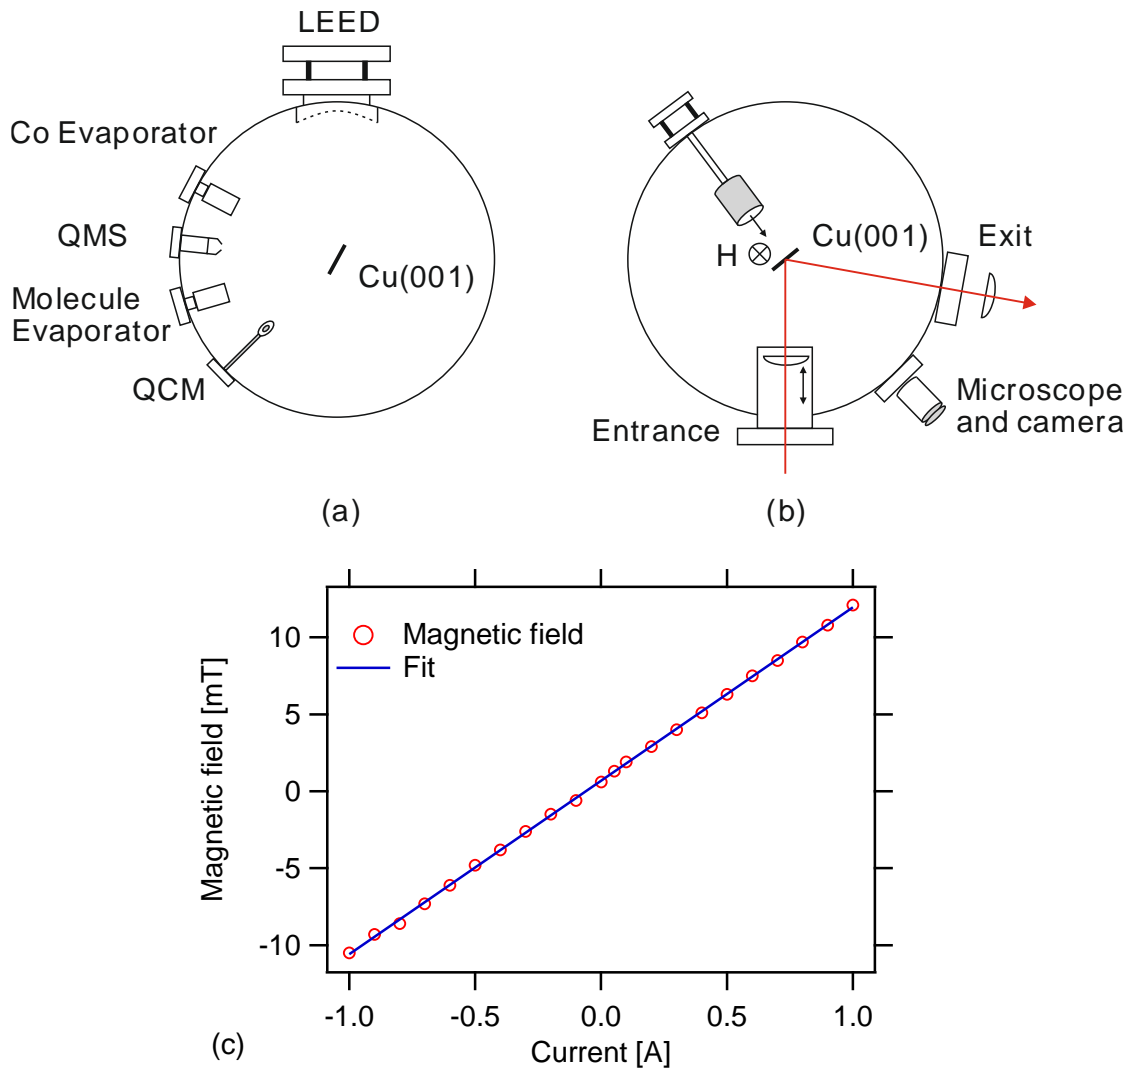 LEED
Co Evaporator
QMS
Cu(001)
Molecule
Evaporator
QCM
(a)
H
Cu(001)
Exit
Entrance
Microscope
and camera
(b)
Magnetic field [mT]
10
5
0
-5
-10
Magnetic field
Fit
-1.0 -0.5 0.0 0.5 1.0
Current [A]
(c)